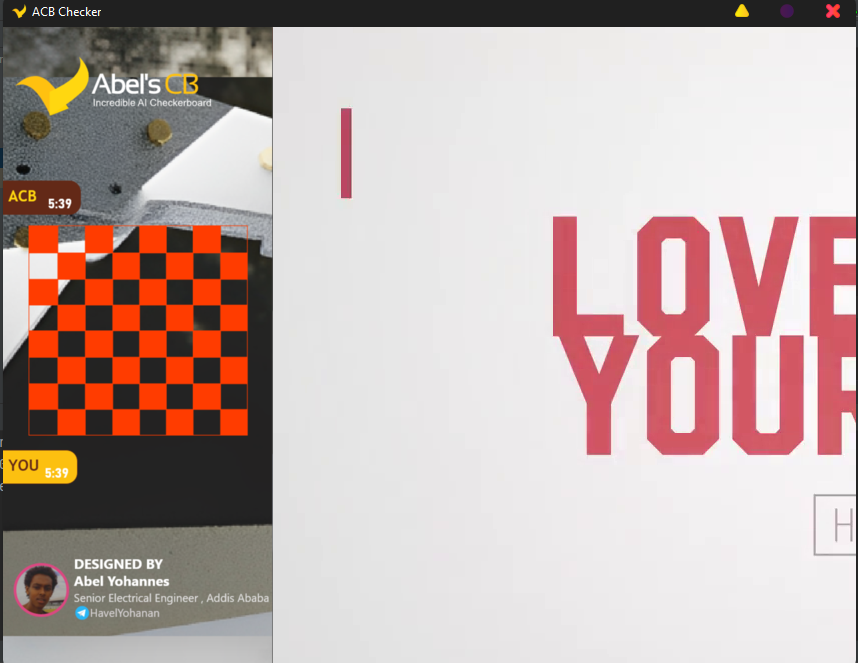 ACB Checker
Abel's CB
Incredible AI Checkerboard
ACB 5:39
YOU 5:39
DESIGNED BY
Abel Yohannes
Senior Electrical Engineer , Addis Ababa
HavelYohanan
LOVE
YOUR
H